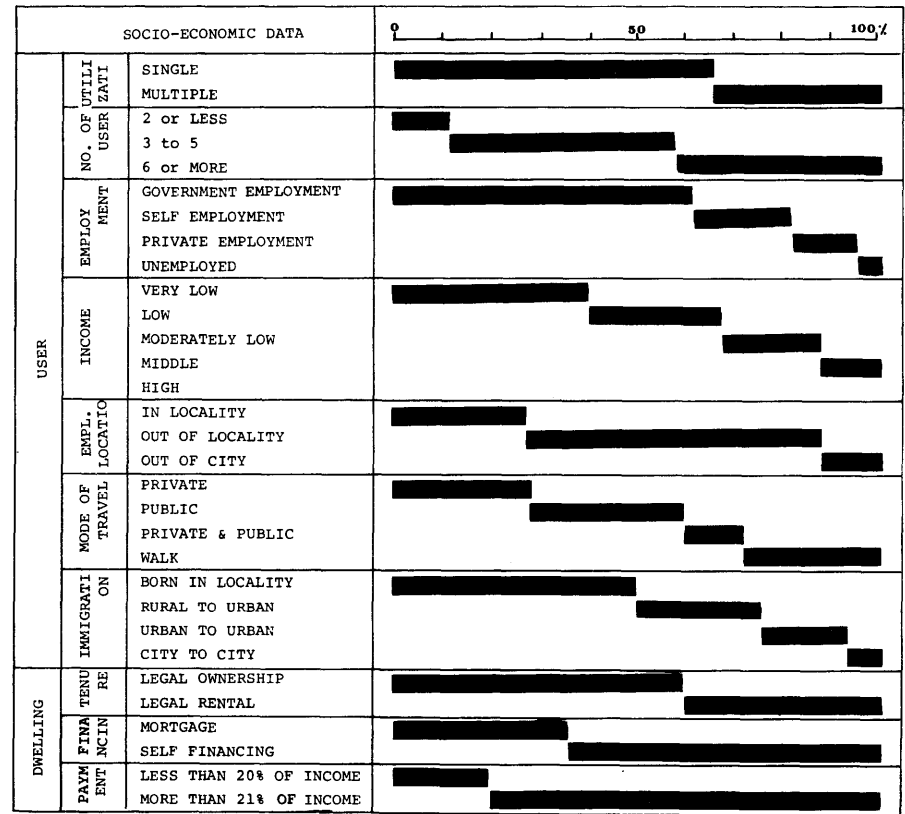 SOCIO-ECONOMIC DATA
0 50 100%
USER
UTILI
ZATI
SINGLE
MULTIPLE
NO. OF
USER
2 or LESS
3 to 5
6 or MORE
EMPLOY
MENT
GOVERNMENT EMPLOYMENT
SELF EMPLOYMENT
PRIVATE EMPLOYMENT
UNEMPLOYED
INCOME
VERY LOW
LOW
MODERATELY LOW
MIDDLE
HIGH
EMPL.
LOCATIO
IN LOCALITY
OUT OF LOCALITY
OUT OF CITY
MODE OF
TRAVEL
PRIVATE
PUBLIC
PRIVATE & PUBLIC
WALK
IMMIGRATI
ON
BORN IN LOCALITY
RURAL TO URBAN
URBAN TO URBAN
CITY TO CITY
DWELLING
TENU
RE
LEGAL OWNERSHIP
LEGAL RENTAL
FINA
NCIN
MORTGAGE
SELF FINANCING
PAYM
ENT
LESS THAN 20% OF INCOME
MORE THAN 21% OF INCOME